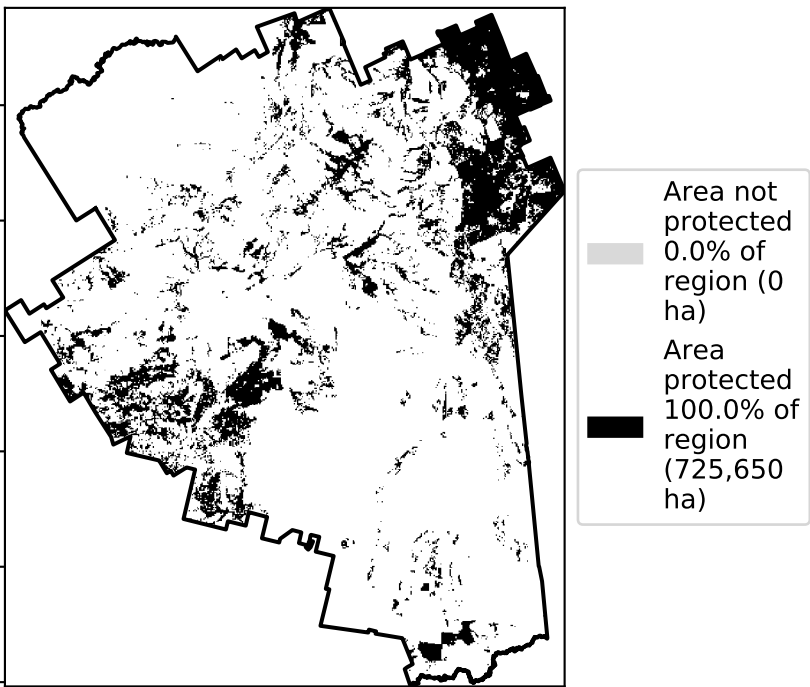 Area not
protected
0.0% of
region (0
ha)
Area
protected
100.0% of
region
(725,650
ha)